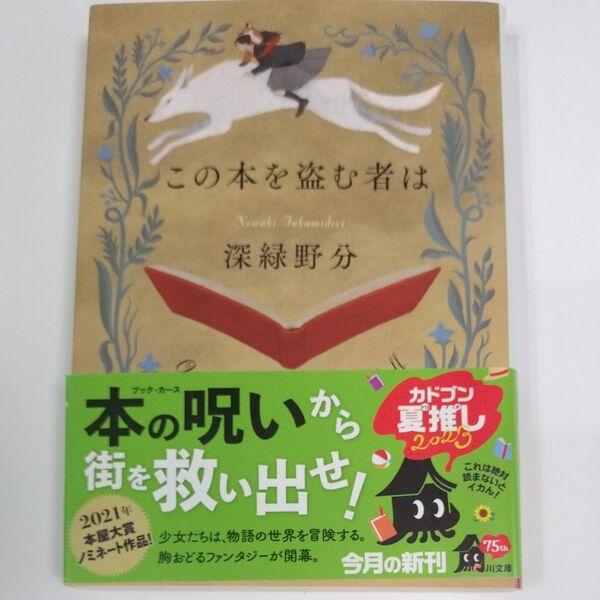 この本を盗む者は
Nowaki Fukamidori
深緑野分
ブック・カース
本の呪いから
街を救い出せ!
2021年
本屋大賞
ノミネート作品!
少女たちは、物語の世界を冒険する。
胸おどるファンタジーが開幕。
カドブン
夏推し
2023
これは絶対
読まないと
イカん!
今月の新刊
75th
川文庫